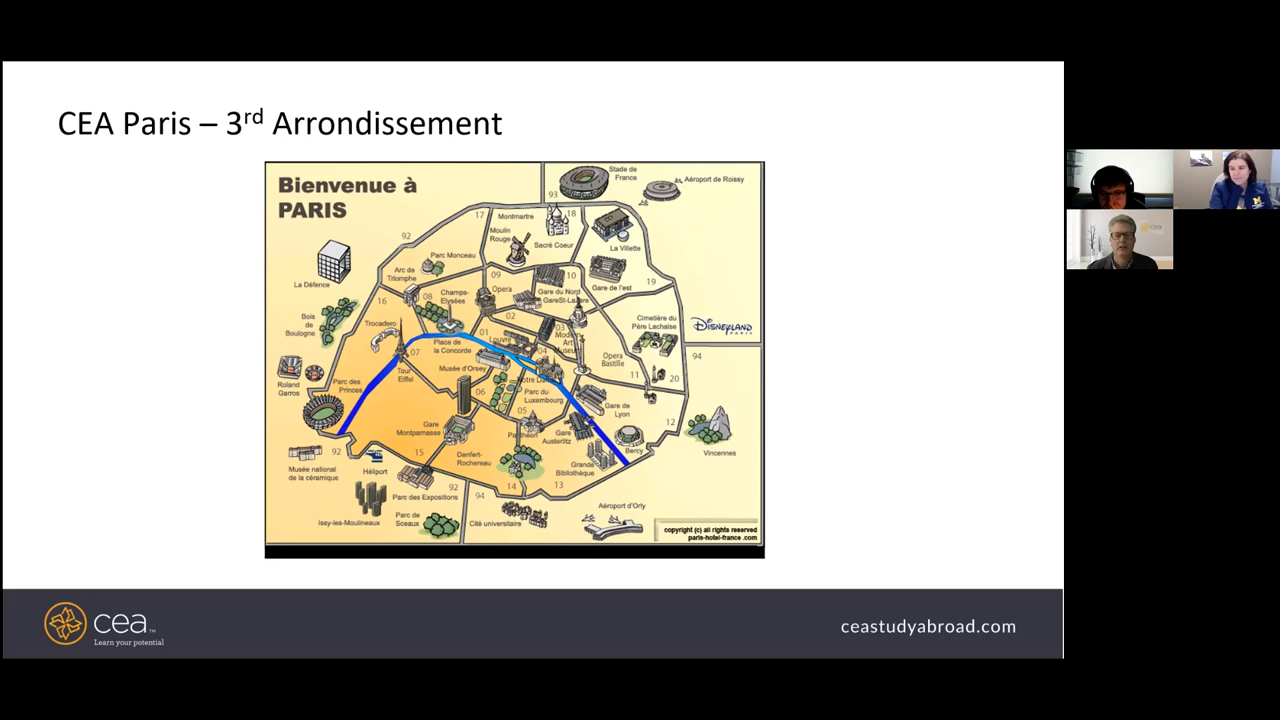 CEA Paris – 3rd Arrondissement
Bienvenue à
PARIS
Stade de
France
Aéroport de Roissy
93
17
Montmartre
18
92
Moulin
Rouge
Sacré Coeur
La Villette
Parc Monceau
Arc de
Triomphe
La Défence
09
10
Gare de l'est
19
16
08
Champs-
Elysées
Opera
Gare du Nord
GareSt-Lazare
Bois
de
Boulogne
Trocadero
02
01
03
Cimetière du
Père Lachaise
DISNEYLAND
PARIS
Place de
la Concorde
Louvre
Art
04
94
07
Tour
Eiffel
Musée d'Orsey
Opera
Bastille
11
20
Roland
Garros
Parc des
Princes
06
Parc du
Luxembourg
Gare de
Lyon
05
12
Gare
Montparnasse
Panthéon
Gare
Austerlitz
Bercy
Vincennes
92
Musée national
de la céramique
Héliport
15
Denfert-
Rochereau
Grande
Bibliothèque
92
14
13
Parc des Expositions
94
Issy-les-Moulineaux
Parc de
Sceaux
Cité universitaire
Aéroport d'Orly
copyright (c) all rights reserved
paris-hotel-france .com
cea™
Learn your potential
ceastudyabroad.com